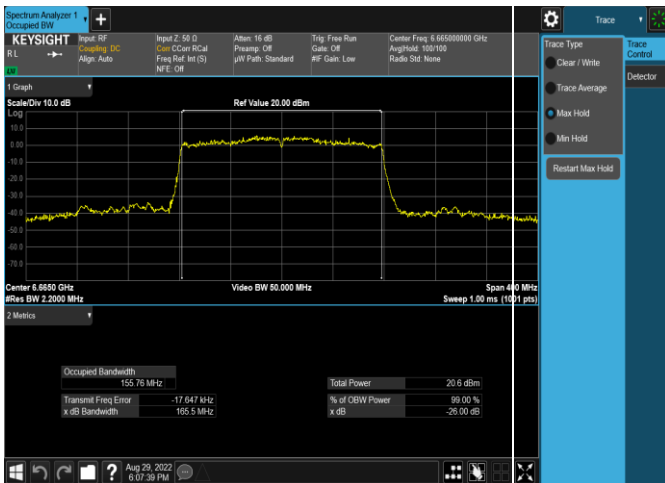 Spectrum Analyzer 1
Occupied BW
KEYSIGHT
R L
LV
Input: RF
Coupling: DC
Align: Auto
Input Z: 50 Ω
Corr CCorr RCal
Freq Ref: Int (S)
NFE: Off
Atten: 16 dB
Preamp: Off
µW Path: Standard
Trig: Free Run
Gate: Off
#IF Gain: Low
Center Freq: 6.665000000 GHz
Avg|Hold: 100/100
Radio Std: None
1 Graph
Scale/Div 10.0 dB
Ref Value 20.00 dBm
Log
10.0
0.00
-10.0
-20.0
-30.0
-40.0
-50.0
-60.0
-70.0
Center 6.6650 GHz
Video BW 50.000 MHz
Span 400 MHz
#Res BW 2.2000 MHz
Sweep 1.00 ms (1001 pts)
2 Metrics
Occupied Bandwidth
155.76 MHz
Total Power 20.6 dBm
Transmit Freq Error -17.647 kHz
% of OBW Power 99.00 %
x dB Bandwidth 165.5 MHz
x dB -26.00 dB
?
Aug 29, 2022
6:07:39 PM
Trace
Trace Type
Clear / Write
Trace Average
Max Hold
Min Hold
Restart Max Hold
Trace
Control
Detector